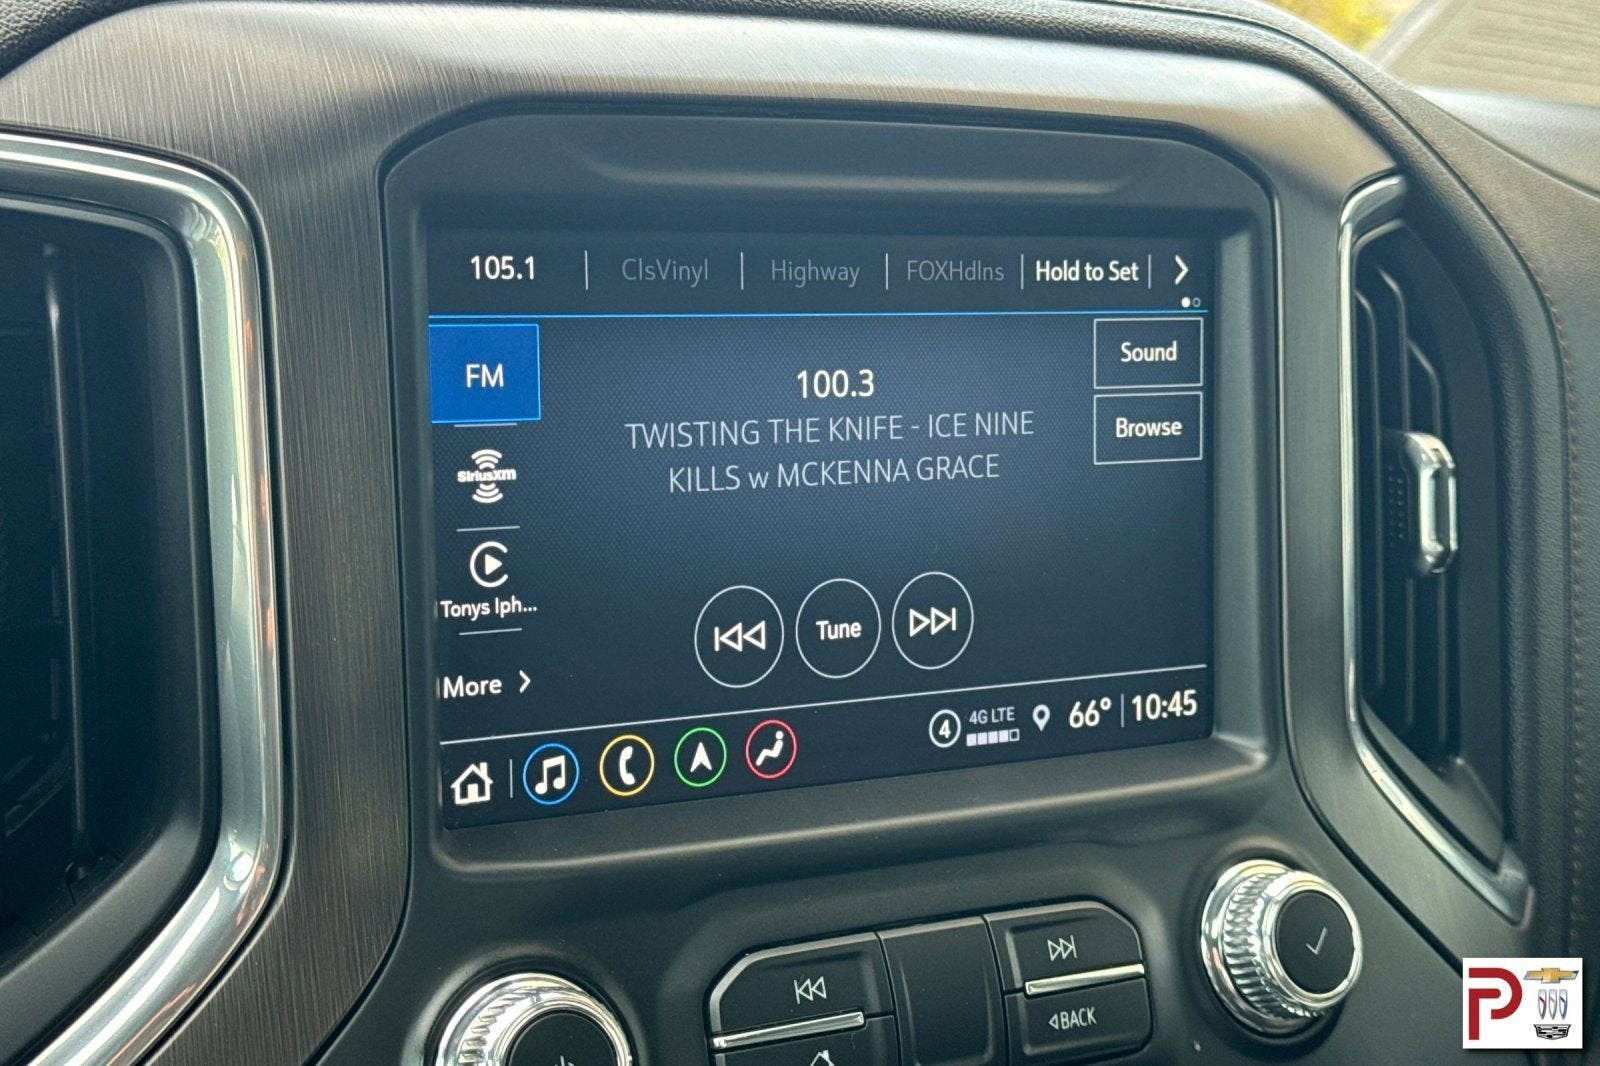 105.1 ClsVinyl Highway FOXHdlns Hold to Set
FM
SiriusXM
Tonys Iph...
More
100.3
TWISTING THE KNIFE - ICE NINE
KILLS w MCKENNA GRACE
Sound
Browse
Tune
4 4G LTE 66° 10:45
BACK
P